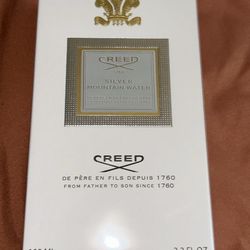 CREED
SILVER
MOUNTAIN WATER
CREED
DE PÈRE EN FILS DEPUIS 1760
FROM FATHER TO SON SINCE 1760
3.3 FL.OZ